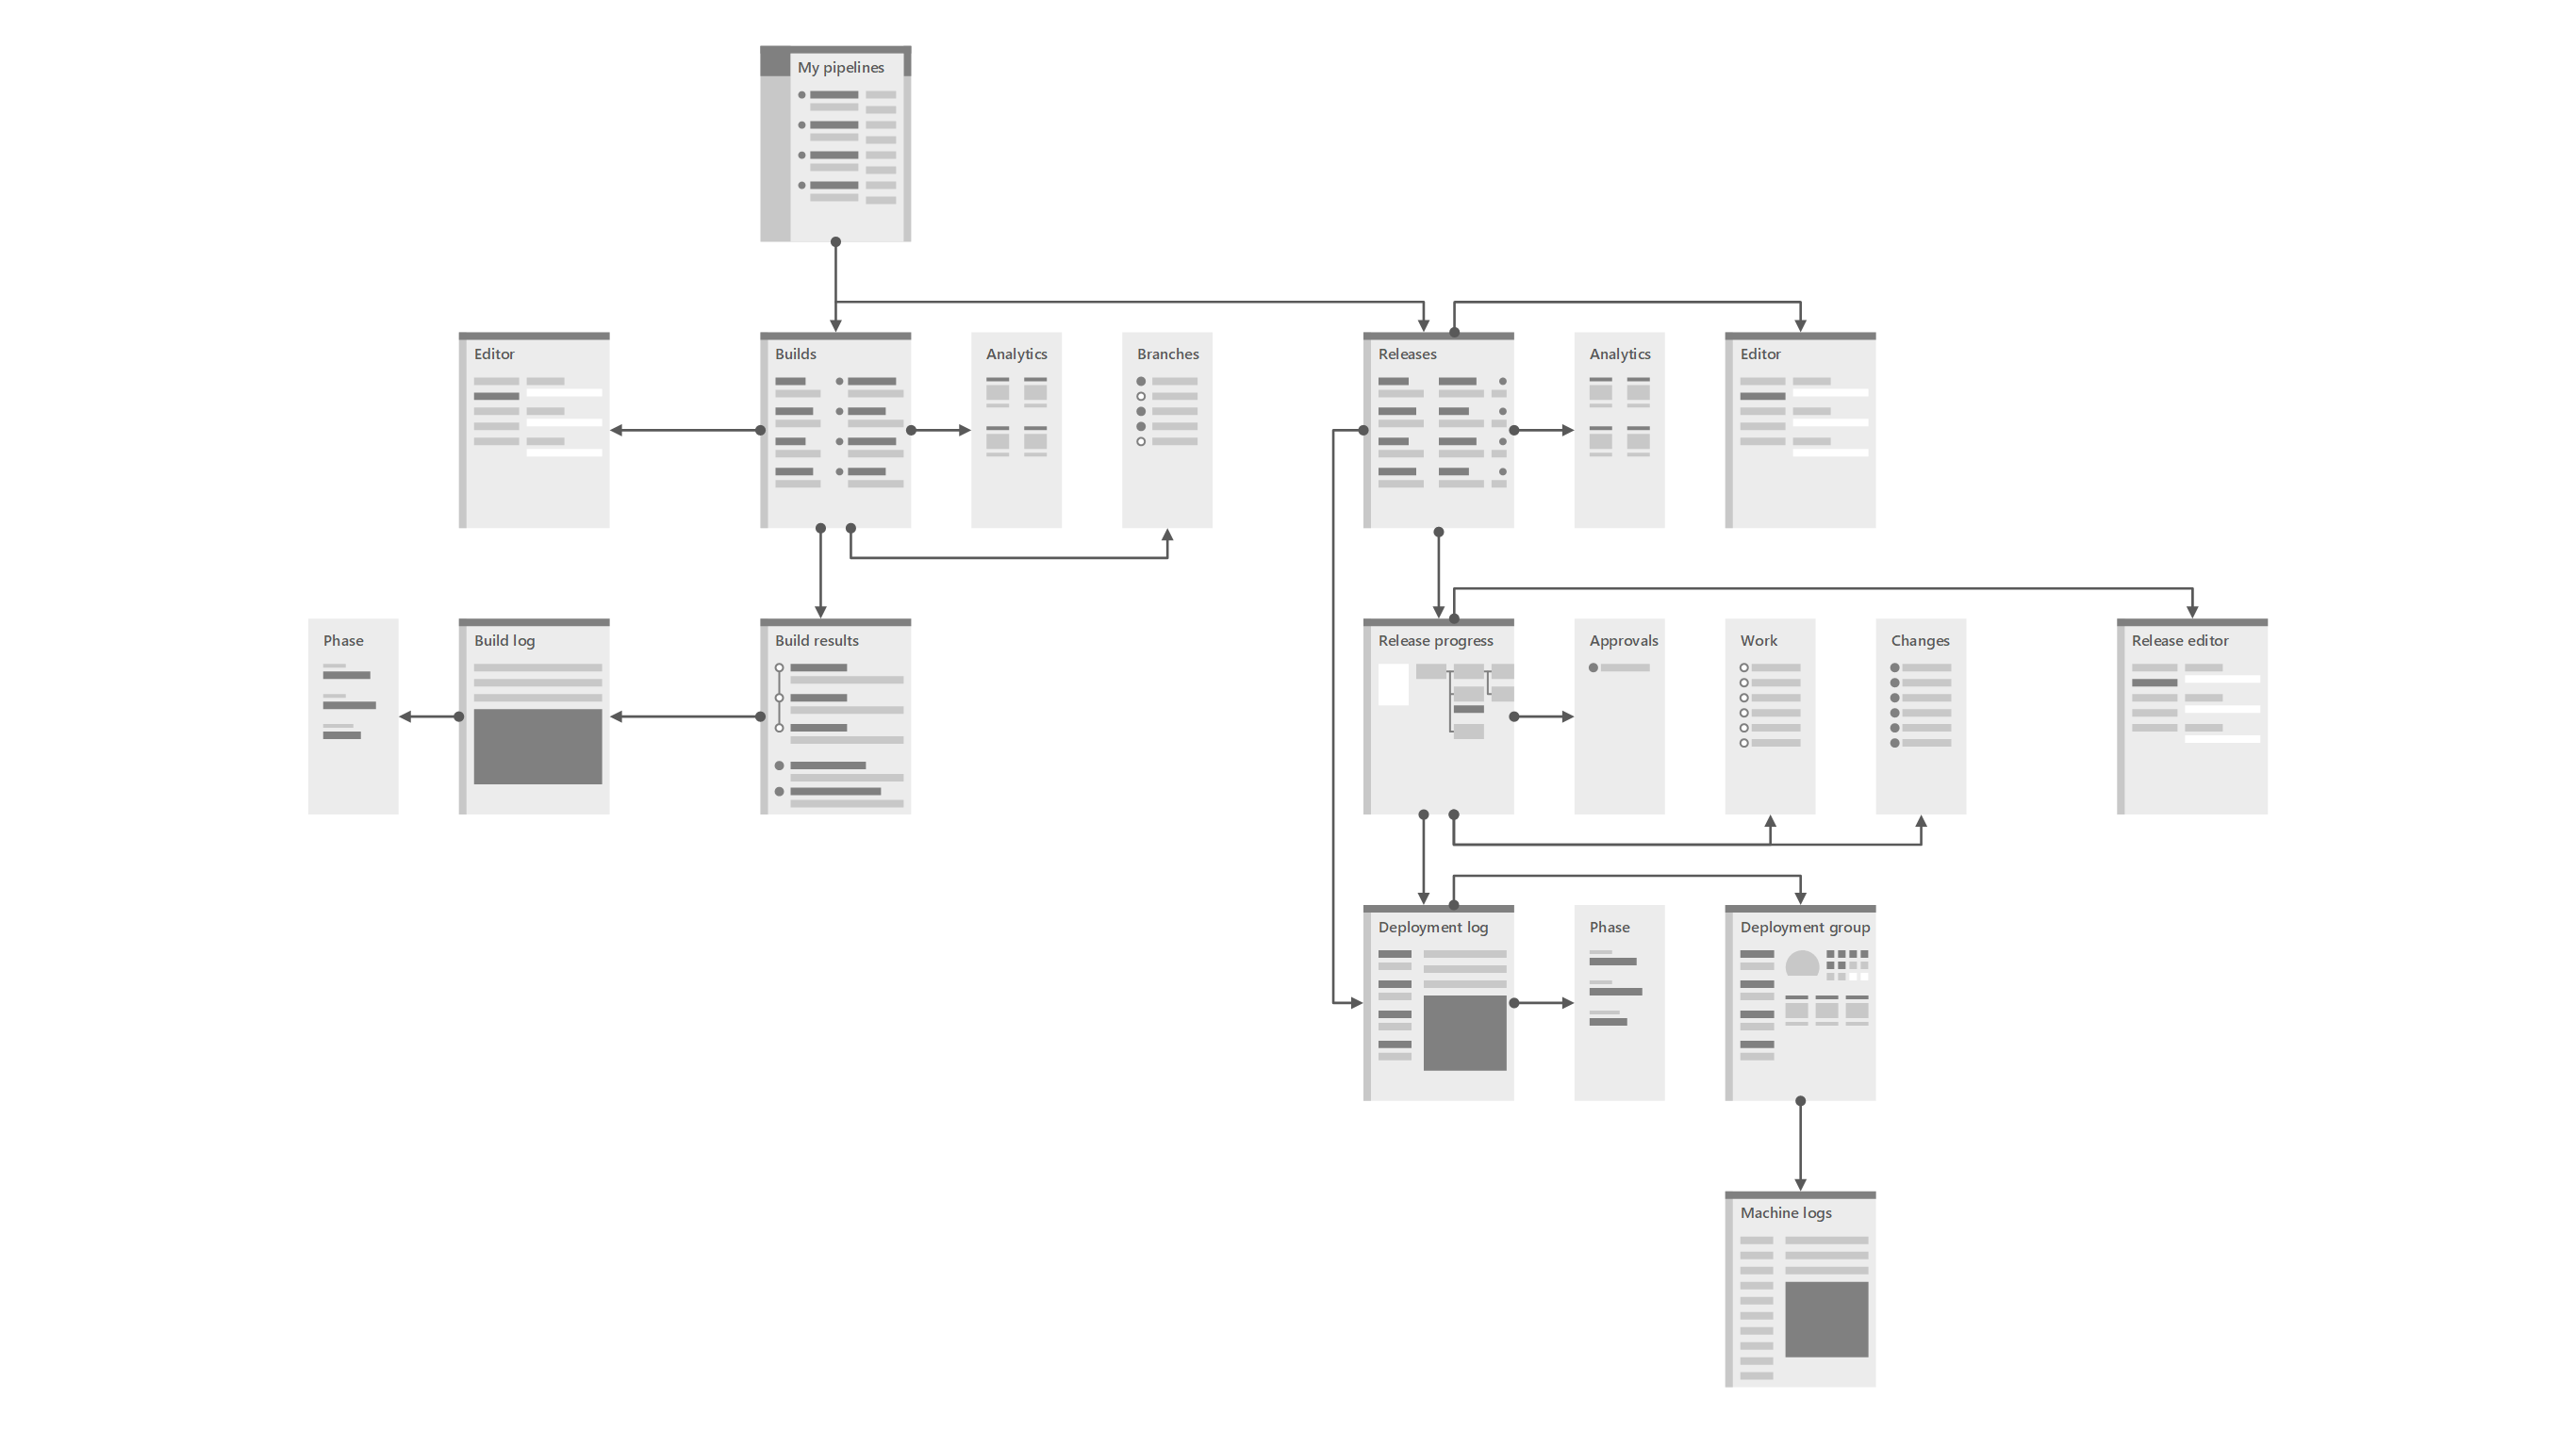 My pipelines
Editor
Builds
Analytics
Branches
Releases
Analytics
Editor
Phase
Build log
Build results
Release progress
Approvals
Work
Changes
Release editor
Deployment log
Phase
Deployment group
Machine logs